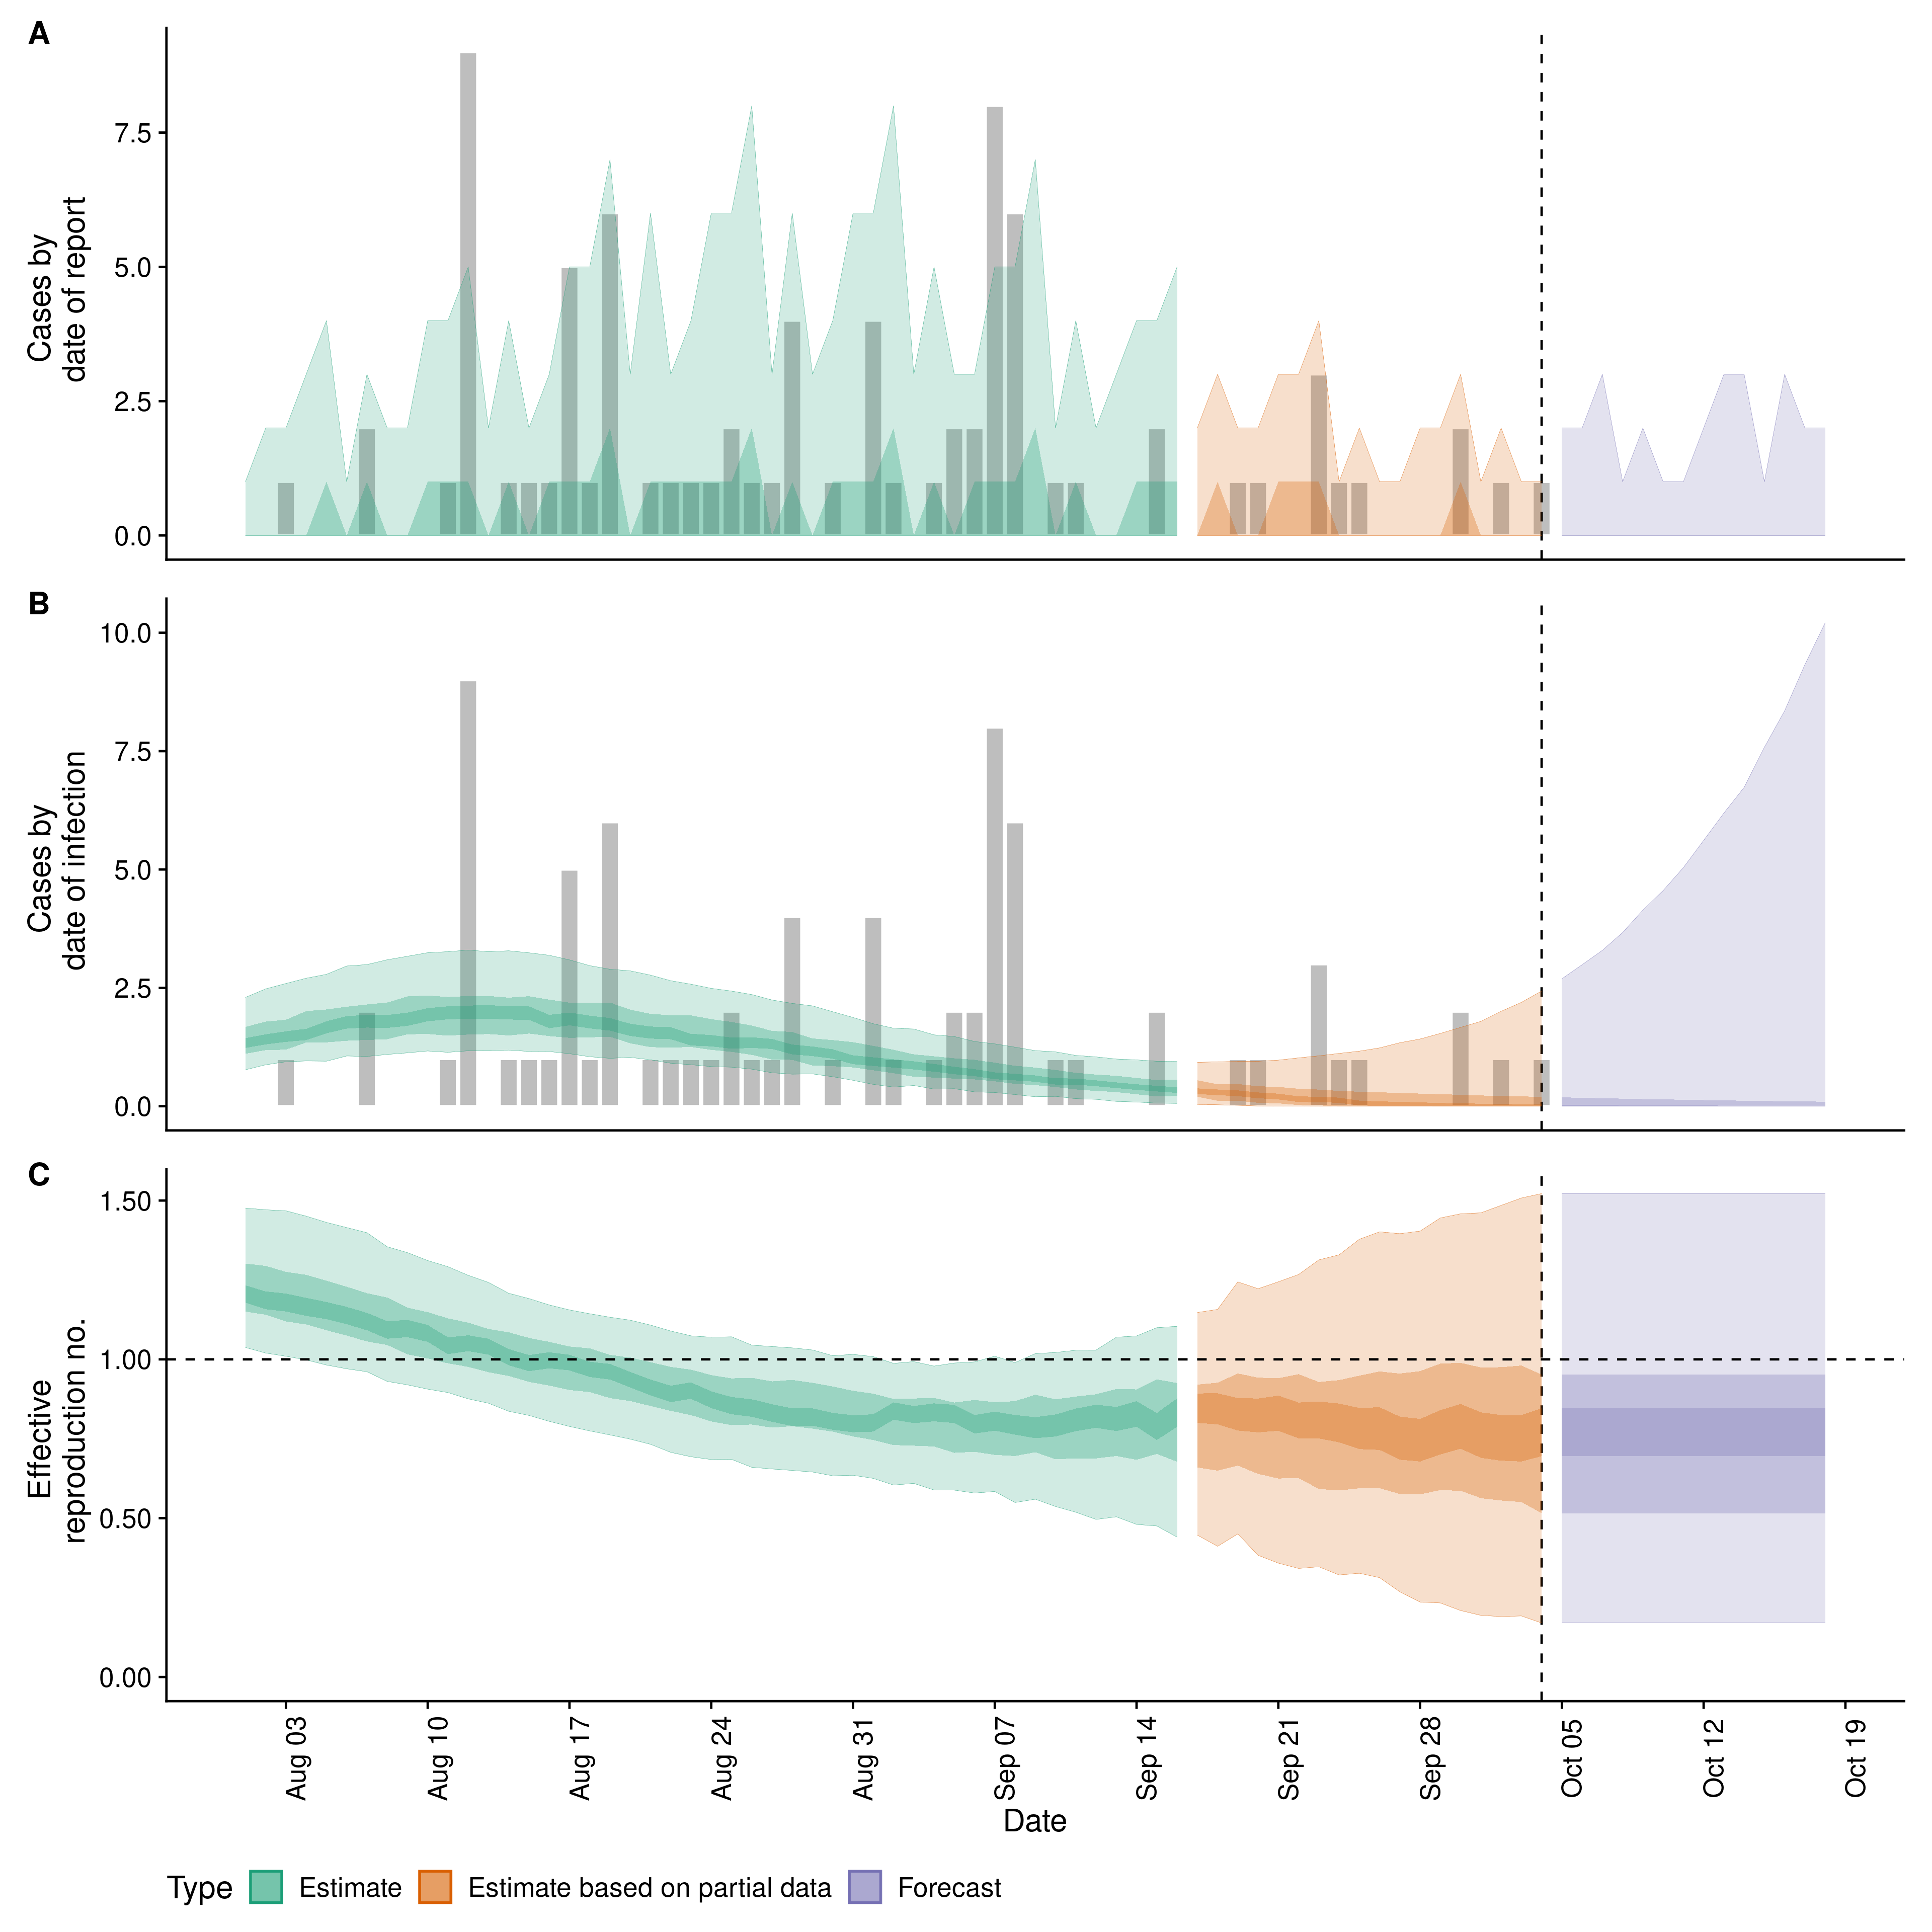 A
Cases by
date of report
7.5
5.0
2.5
0.0
B
Cases by
date of infection
10.0
7.5
5.0
2.5
0.0
C
Effective
reproduction no.
1.50
1.00
0.50
0.00
Aug 03
Aug 10
Aug 17
Aug 24
Aug 31
Sep 07
Sep 14
Sep 21
Sep 28
Oct 05
Oct 12
Oct 19
Date
Type Estimate Estimate based on partial data Forecast